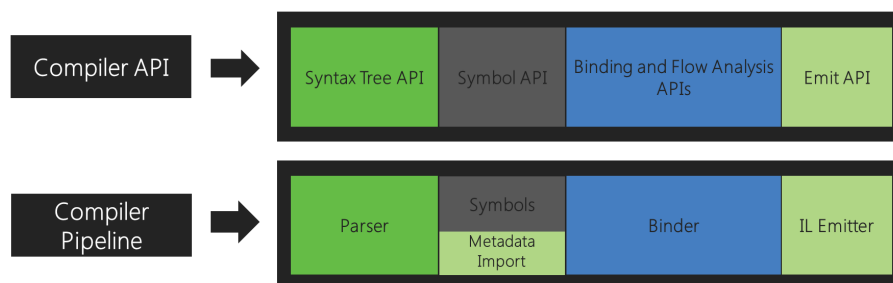 Compiler API
Syntax Tree API
Symbol API
Binding and Flow Analysis
APIs
Emit API
Compiler
Pipeline
Parser
Symbols
Metadata
Import
Binder
IL Emitter